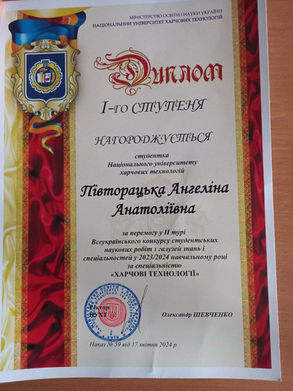 МІНІСТЕРСТВО ОСВІТИ І НАУКИ УКРАЇНИ
НАЦІОНАЛЬНИЙ УНІВЕРСИТЕТ ХАРЧОВИХ ТЕХНОЛОГІЙ
Диплом
І-го СТУПЕНЯ
НАГОРОДЖУЄТЬСЯ
студентка
Національного університету
харчових технологій
Півторацька Ангеліна
Анатоліївна
за перемогу у ІІ турі
Всеукраїнського конкурсу студентських
наукових робіт з галузей знань і
спеціальностей у 2023/2024 навчальному році
за спеціальністю
«ХАРЧОВІ ТЕХНОЛОГІЇ»
Ректор
НУХТ Олександр ШЕВЧЕНКО
Наказ № 59 від 17 квітня 2024 р.